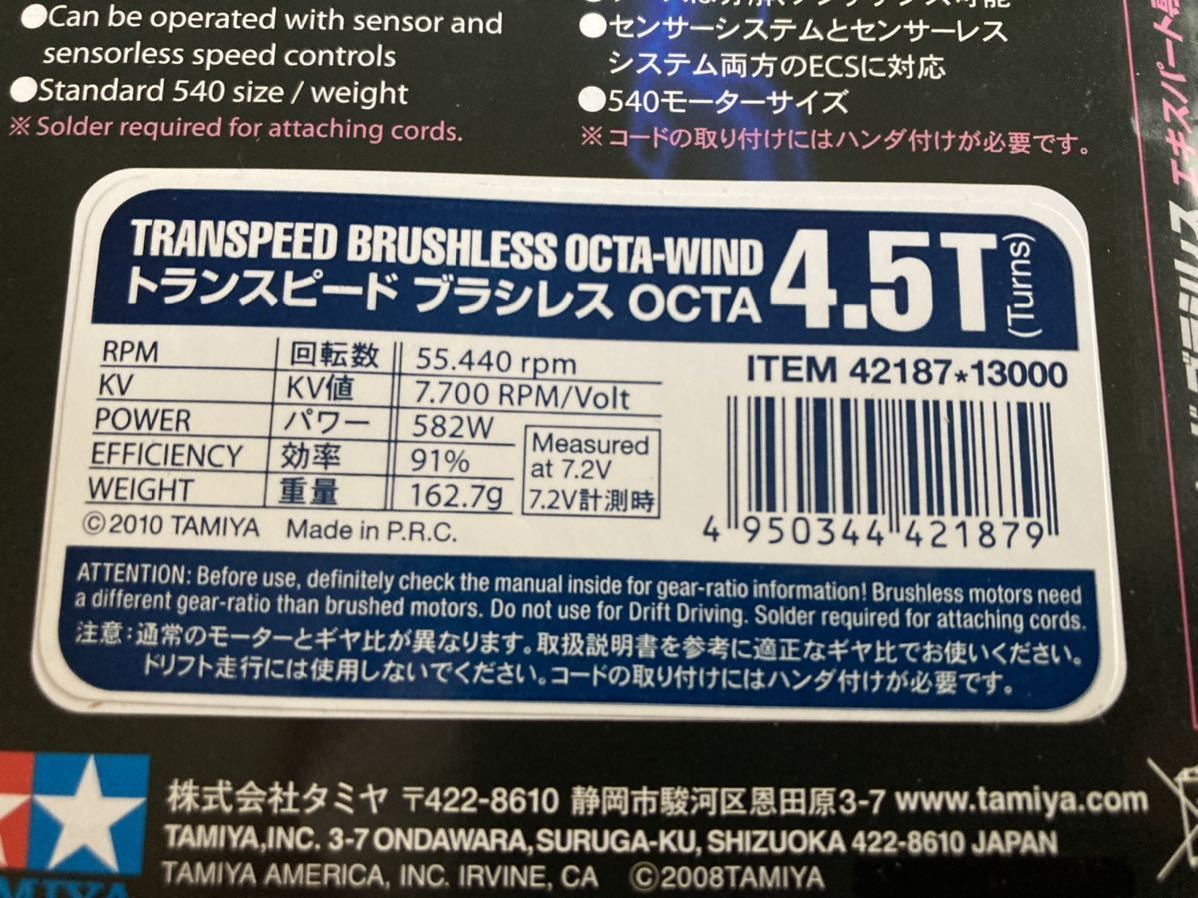 ●Can be operated with sensor and
sensorless speed controls
●Standard 540 size / weight
※Solder required for attaching cords.
●センサーシステムとセンサーレス
システム両方のECSに対応
●540モーターサイズ
※コードの取り付けにはハンダ付けが必要です。
エキスパート
ブラシレス
TRANSPEED BRUSHLESS OCTA-WIND 4.5T (Turns)
トランスピード ブラシレス OCTA
RPM 回転数 55.440 rpm
KV KV値 7.700 RPM/Volt
POWER パワー 582W
EFFICIENCY 効率 91%
WEIGHT 重量 162.7g
Measured
at 7.2V
7.2V計測時
©2010 TAMIYA Made in P.R.C.
ITEM 42187*13000
4 950344 421879
ATTENTION: Before use, definitely check the manual inside for gear-ratio information! Brushless motors need
a different gear-ratio than brushed motors. Do not use for Drift Driving. Solder required for attaching cords.
注意:通常のモーターとギヤ比が異なります。取扱説明書を参考に適正なギヤ比でお使いください。
ドリフト走行には使用しないでください。コードの取り付けにはハンダ付けが必要です。
株式会社タミヤ 〒422-8610 静岡市駿河区恩田原3-7 www.tamiya.com
TAMIYA,INC. 3-7 ONDAWARA,SURUGA-KU, SHIZUOKA 422-8610 JAPAN
TAMIYA AMERICA, INC. IRVINE, CA ©2008TAMIYA
TAMIYA